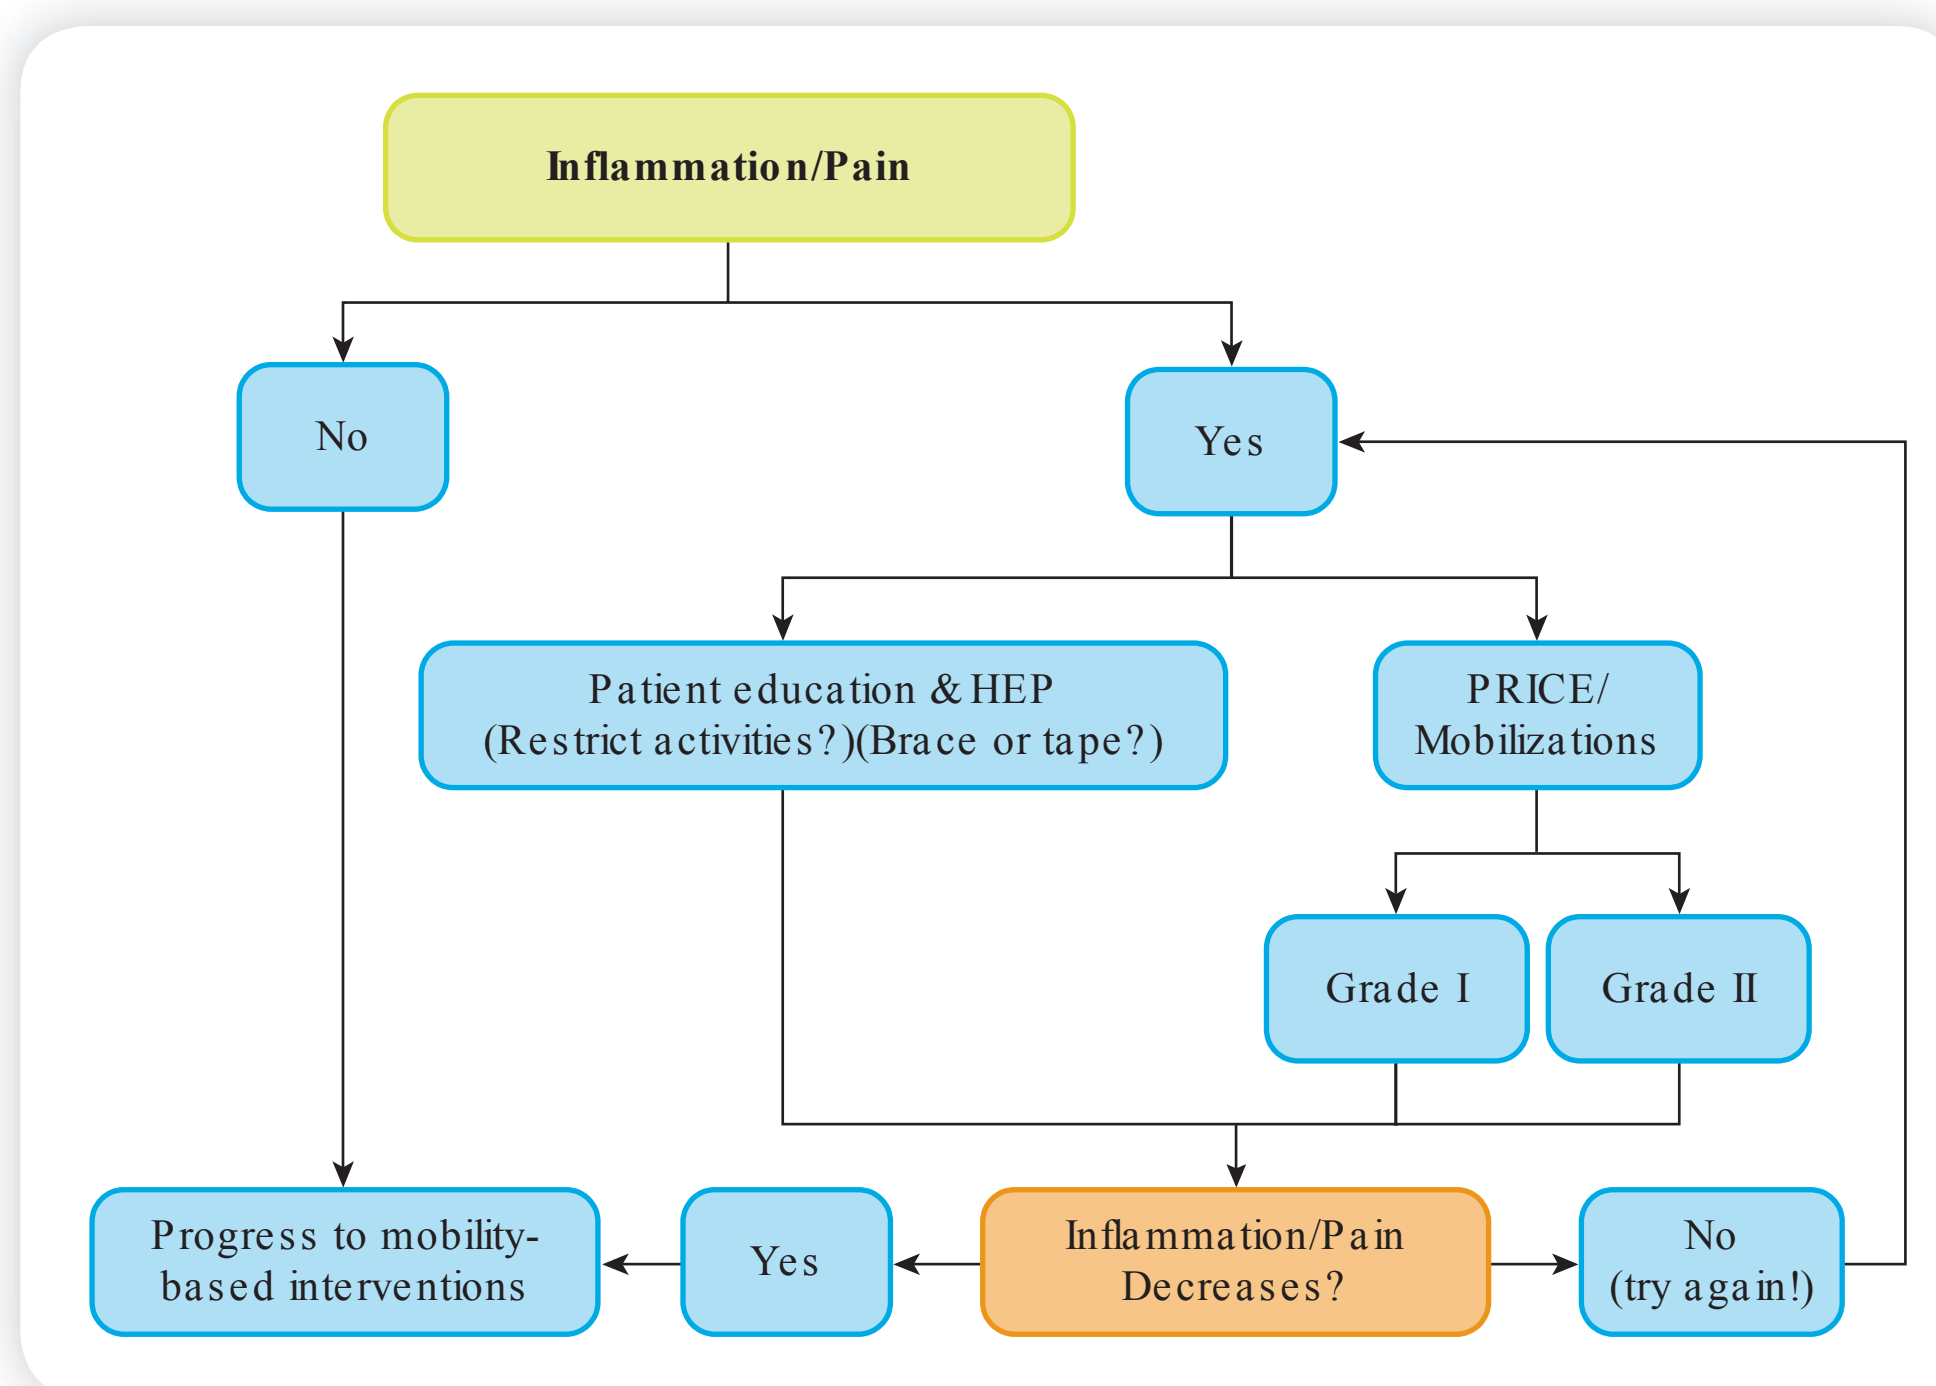 Inflammation/Pain
No
Yes
Patient education & HEP
(Restrict activities?)(Brace or tape?)
PRICE/
Mobilizations
Grade I
Grade II
Progress to mobility-
based interventions
Yes
Inflammation/Pain
Decreases?
No
(try again!)